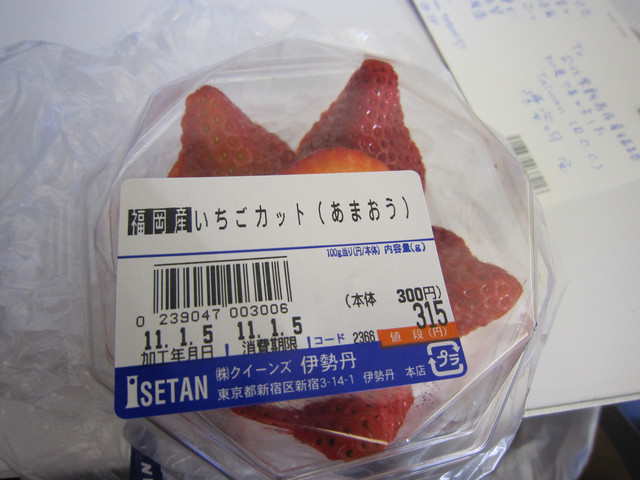 福岡産いちごカット(あまおう)
100g当り(円/本体) 内容量(g)
0 239047 003006
(本体 300円)
315
11.1.5 11.1.5
加工年月日 消費期限 コード 2366 値段(円)
ISETAN
㈱クイーンズ 伊勢丹
東京都新宿区新宿3-14-1 伊勢丹 本店
プラ